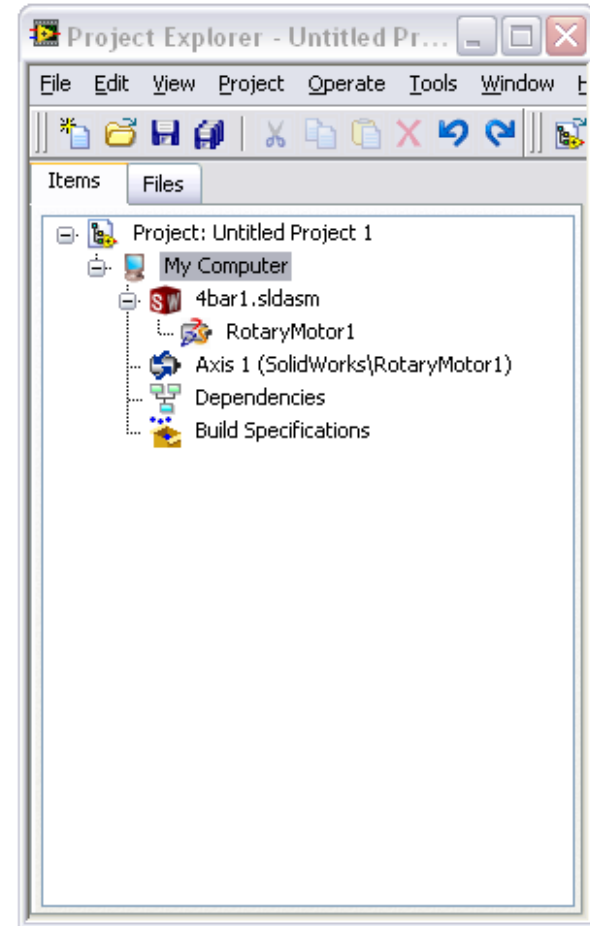 Project Explorer - Untitled Pr...
File Edit View Project Operate Tools Window
Items Files
Project: Untitled Project 1
My Computer
SW 4bar1.sldasm
RotaryMotor1
Axis 1 (SolidWorks\RotaryMotor1)
Dependencies
Build Specifications